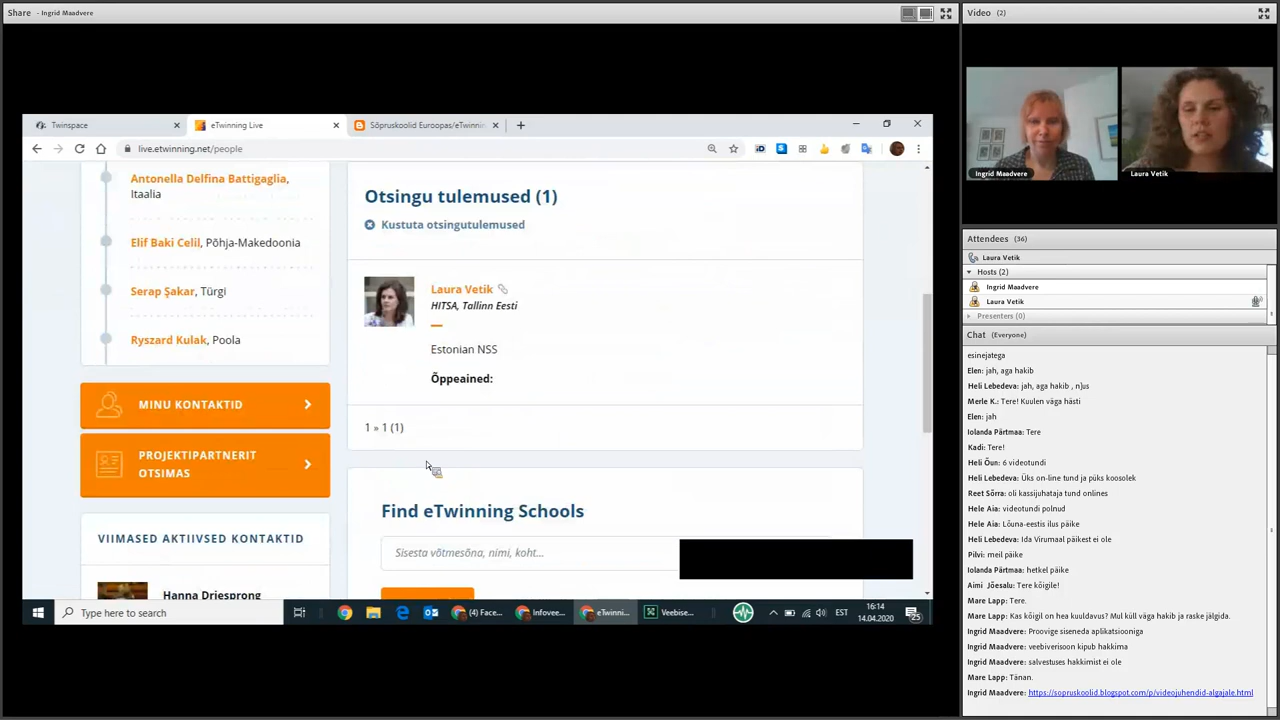 Share - Ingrid Maadvere
Twinspace
eTwinning Live
Sõpruskoolid Euroopas/eTwinnin
live.etwinning.net/people
Antonella Delfina Battigaglia,
Itaalia
Elif Baki Celil, Põhja-Makedoonia
Serap Şakar, Türgi
Ryszard Kulak, Poola
MINU KONTAKTID
PROJEKTIPARTNERIT
OTSIMAS
VIIMASED AKTIIVSED KONTAKTID
Hanna Driesprong
Otsingu tulemused (1)
Kustuta otsingutulemused
Laura Vetik
HITSA, Tallinn Eesti
Estonian NSS
Õppeained:
1 » 1 (1)
Find eTwinning Schools
Sisesta võtmesõna, nimi, koht...
Type here to search
(4) Face...
Infovee...
eTwinni...
Veebise...
EST
16:14
14.04.2020
25
Video (2)
Ingrid Maadvere
Laura Vetik
Attendees (36)
Laura Vetik
Hosts (2)
Ingrid Maadvere
Laura Vetik
Presenters (0)
Chat (Everyone)
esinejatega
Elen: jah, aga hakib
Heli Lebedeva: jah, aga hakib , n]us
Merle K.: Tere! Kuulen väga hästi
Elen: jah
Iolanda Pärtmaa: Tere
Kadi: Tere!
Heli Õun: 6 videotundi
Heli Lebedeva: Üks on-line tund ja püks koosolek
Reet Sõrra: oli kassijuhataja tund onlines
Hele Aia: videotundi polnud
Hele Aia: Lõuna-eestis ilus päike
Heli Lebedeva: Ida Virumaal päikest ei ole
Pilvi: meil päike
Iolanda Pärtmaa: hetkel päike
Aimi Jõesalu: Tere kõigile!
Mare Lapp: Tere.
Mare Lapp: Kas kõigil on hea kuuldavus? Mul küll väga hakib ja raske jälgida.
Ingrid Maadvere: Proovige siseneda aplikatsiooniga
Ingrid Maadvere: veebiverisoon kipub hakkima
Ingrid Maadvere: salvestuses hakkimist ei ole
Mare Lapp: Tänan.
Ingrid Maadvere: https://sopruskoolid.blogspot.com/p/videojuhendid-algajale.html